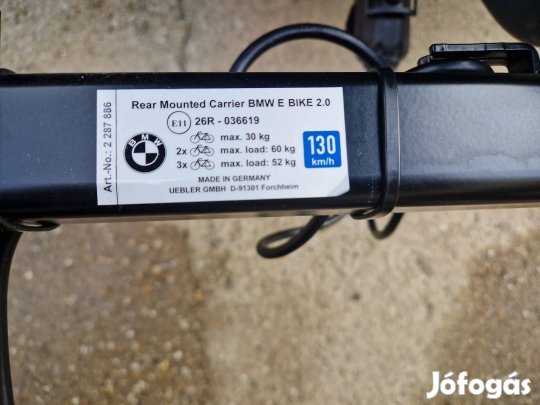 Rear Mounted Carrier BMW E BIKE 2.0
E11 26R - 036619
max. 30 kg
2x max. load: 60 kg
3x max. load: 52 kg
MADE IN GERMANY
UEBLER GMBH D-91301 Forchheim
Art.-No.: 2 287 886
BMW
130
km/h
Jófogás